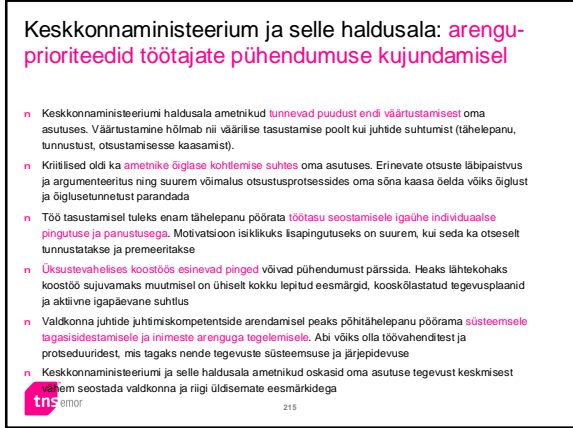 Keskkonnaministeerium ja selle haldusala: arengu-
prioriteedid töötajate pühendumuse kujundamisel
n Keskkonnaministeeriumi haldusala ametnikud tunnevad puudust endi väärtustamisest oma
asutuses. Väärtustamine hõlmab nii väärilise tasustamise poolt kui juhtide suhtumist (tähelepanu,
tunnustust, otsustamisesse kaasamist).
n Kriitilised oldi ka ametnike õiglase kohtlemise suhtes oma asutuses. Erinevate otsuste läbipaistvus
ja argumenteeritus ning suurem võimalus otsustusprotsessides oma sõna kaasa öelda võiks õiglust
ja õiglusetunnetust parandada
n Töö tasustamisel tuleks enam tähelepanu pöörata töötasu seostamisele igaühe individuaalse
pingutuse ja panustusega. Motivatsioon isiklikuks lisapingutuseks on suurem, kui seda ka otseselt
tunnustatakse ja premeeritakse
n Üksustevahelises koostöös esinevad pinged võivad pühendumust pärssida. Heaks lähtekohaks
koostöö sujuvamaks muutmisel on ühiselt kokku lepitud eesmärgid, kooskõlastatud tegevusplaanid
ja aktiivne igapäevane suhtlus
n Valdkonna juhtide juhtimiskompetentside arendamisel peaks põhitähelepanu pöörama süsteemsele
tagasisidestamisele ja inimeste arenguga tegelemisele. Abi võiks olla töövahenditest ja
protseduuridest, mis tagaks nende tegevuste süsteemsuse ja järjepidevuse
n Keskkonnaministeeriumi ja selle haldusala ametnikud oskasid oma asutuse tegevust keskmisest
vähem seostada valdkonna ja riigi üldisemate eesmärkidega
tns emor
215